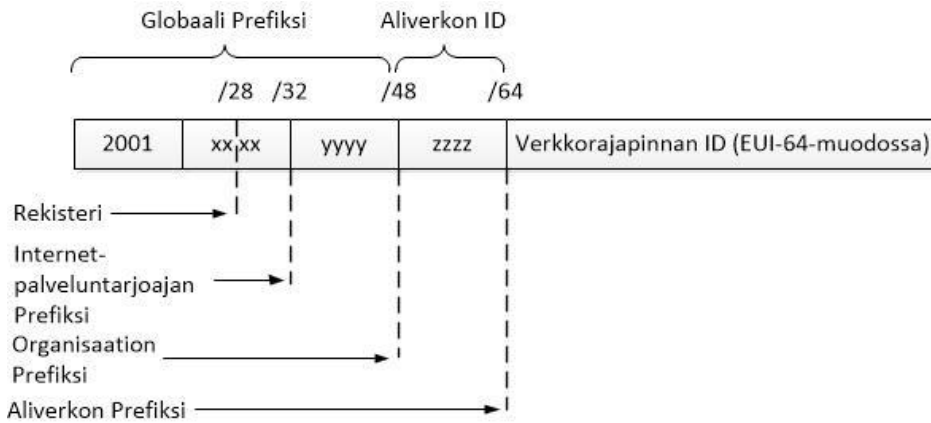 Globaali Prefiksi Aliverkon ID
/28 /32 /48 /64
2001 xx xx yyyy zzzz Verkkorajapinnan ID (EUI-64-muodossa)
Rekisteri
Internet-
palveluntarjoajan
Prefiksi
Organisaation
Prefiksi
Aliverkon Prefiksi